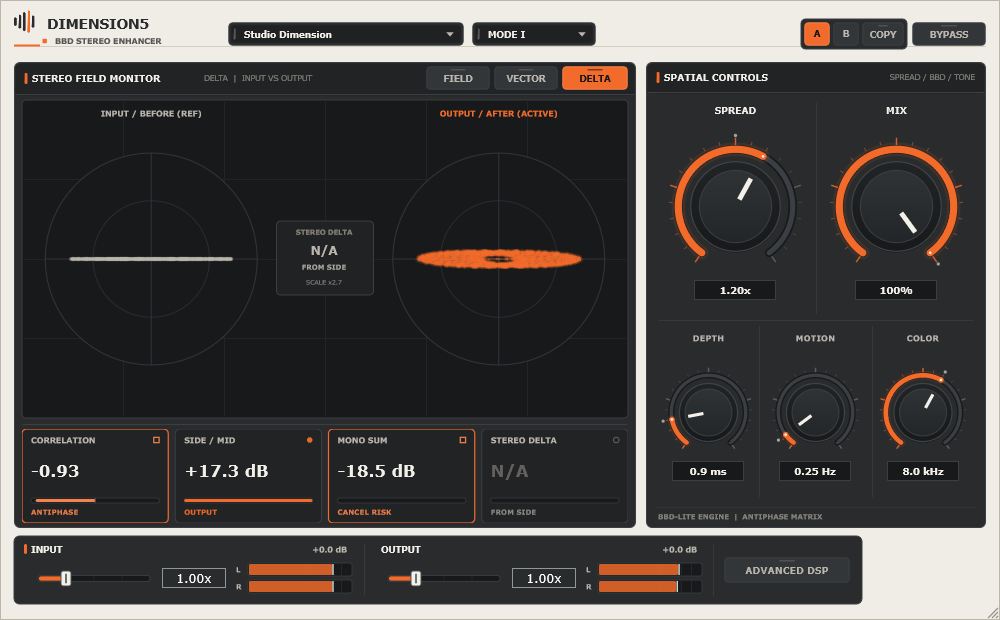 DIMENSION5
BBD STEREO ENHANCER
Studio Dimension
MODE I
A
B
COPY
BYPASS
STEREO FIELD MONITOR
DELTA | INPUT VS OUTPUT
FIELD
VECTOR
DELTA
INPUT / BEFORE (REF)
OUTPUT / AFTER (ACTIVE)
STEREO DELTA
N/A
FROM SIDE
SCALE x2.7
CORRELATION
-0.93
ANTIPHASE
SIDE / MID
+17.3 dB
OUTPUT
MONO SUM
-18.5 dB
CANCEL RISK
STEREO DELTA
N/A
FROM SIDE
SPATIAL CONTROLS
SPREAD / BBD / TONE
SPREAD
MIX
1.20x
100%
DEPTH
MOTION
COLOR
0.9 ms
0.25 Hz
8.0 kHz
BBD-LITE ENGINE | ANTIPHASE MATRIX
INPUT
+0.0 dB
1.00x
L
R
OUTPUT
+0.0 dB
1.00x
L
R
ADVANCED DSP